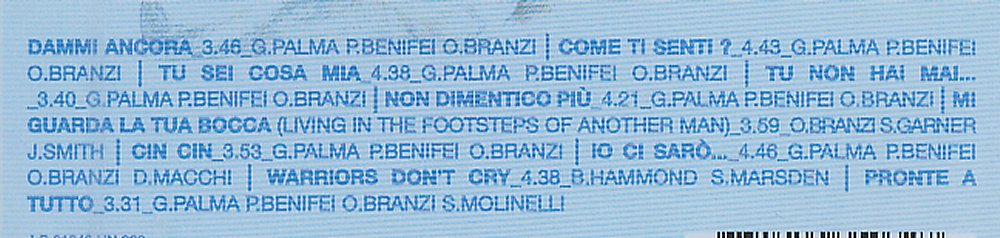 DAMMI ANCORA_3.46_G.PALMA P.BENIFEI O.BRANZI | COME TI SENTI ?_4.43_G.PALMA P.BENIFEI
O.BRANZI | TU SEI COSA MIA_4.38_G.PALMA P.BENIFEI O.BRANZI | TU NON HAI MAI...
_3.40_G.PALMA P.BENIFEI O.BRANZI | NON DIMENTICO PIÙ_4.21_G.PALMA P.BENIFEI O.BRANZI | MI
GUARDA LA TUA BOCCA (LIVING IN THE FOOTSTEPS OF ANOTHER MAN)_3.59_O.BRANZI S.GARNER
J.SMITH | CIN CIN_3.53_G.PALMA P.BENIFEI O.BRANZI | IO CI SARÒ..._4.46_G.PALMA P.BENIFEI
O.BRANZI D.MACCHI | WARRIORS DON'T CRY_4.38_B.HAMMOND S.MARSDEN | PRONTE A
TUTTO_3.31_G.PALMA P.BENIFEI O.BRANZI S.MOLINELLI